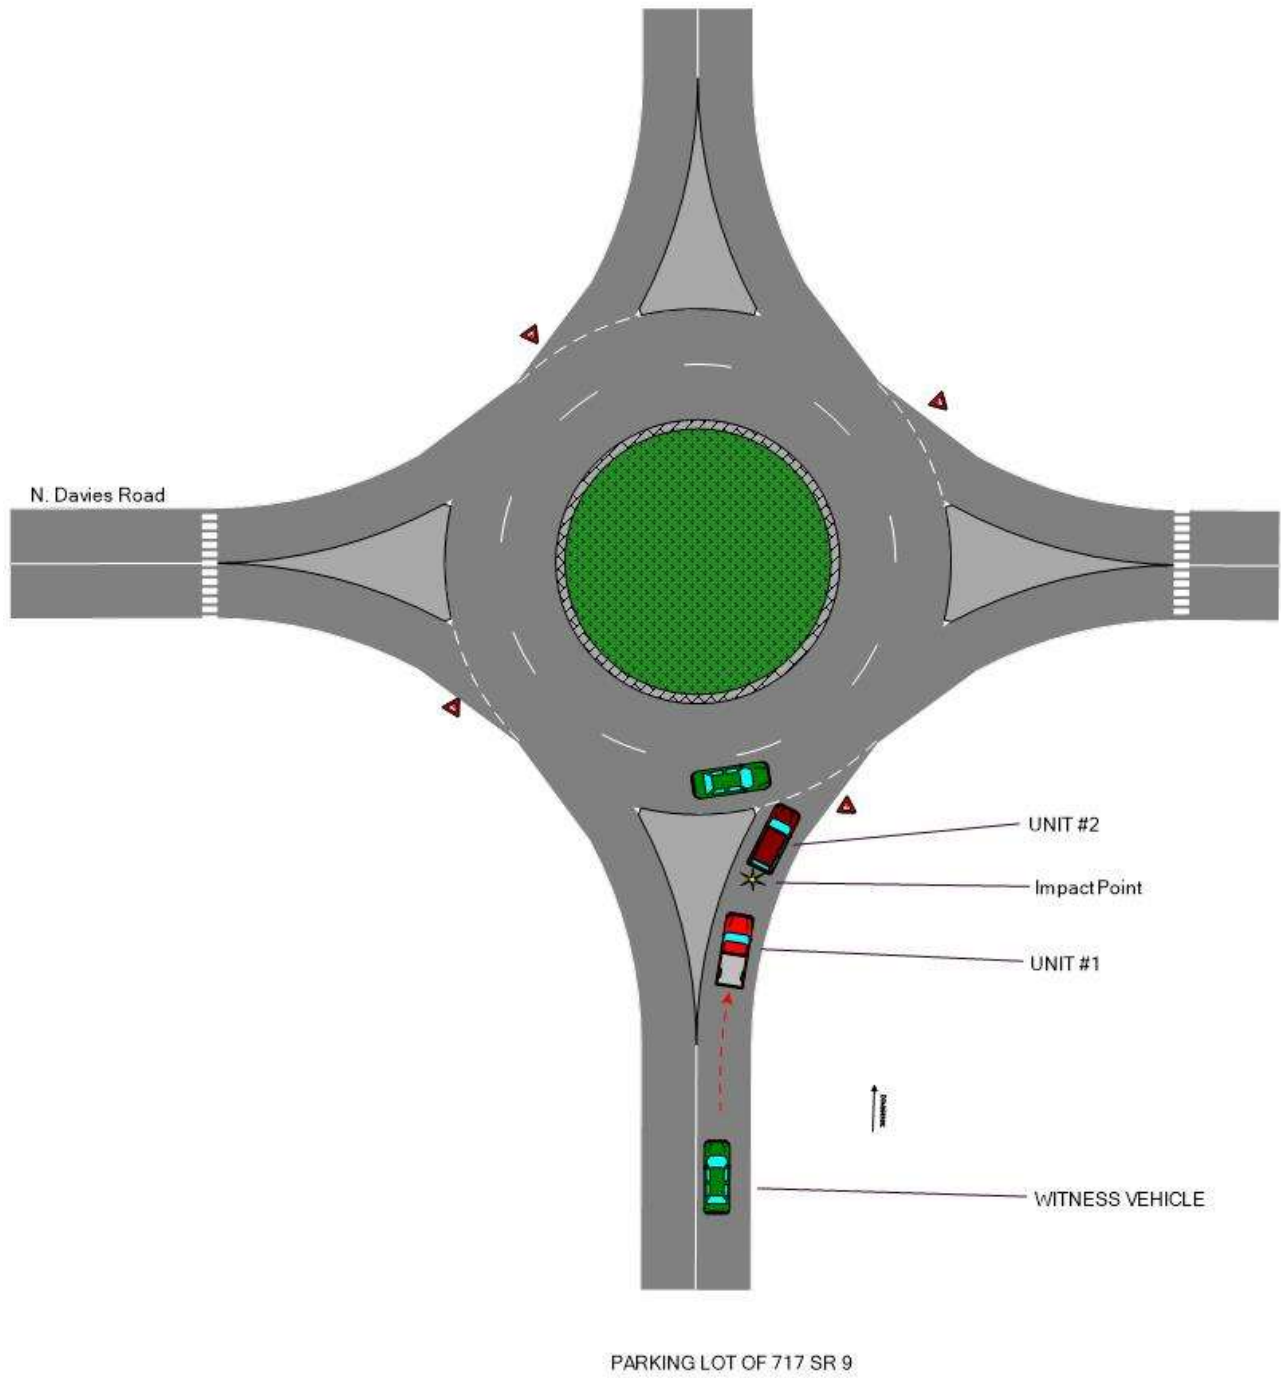 N. Davies Road
UNIT #2
Impact Point
UNIT #1
WITNESS VEHICLE
PARKING LOT OF 717 SR 9